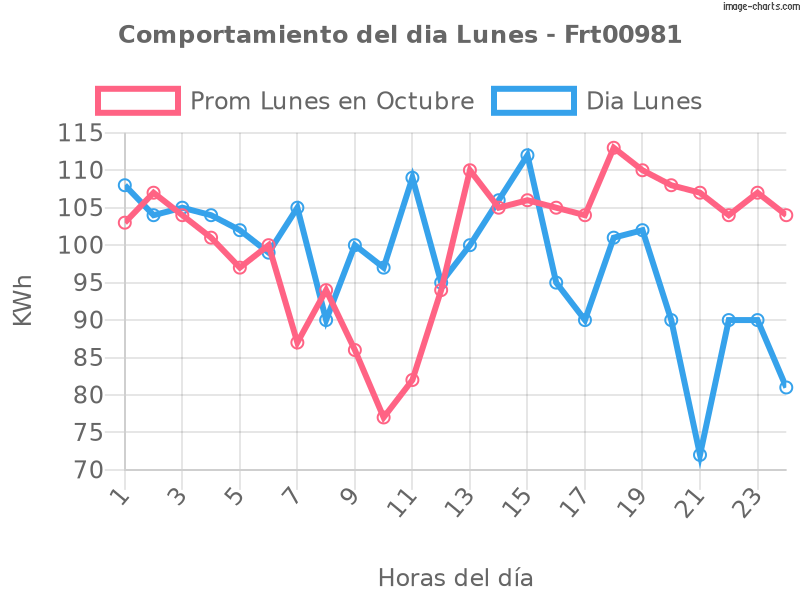 image-charts.com
Comportamiento del dia Lunes - Frt00981
Prom Lunes en Octubre Dia Lunes
115
110
105
100
95
90
85
80
75
70
KWh
1 3 5 7 9 11 13 15 17 19 21 23
Horas del día